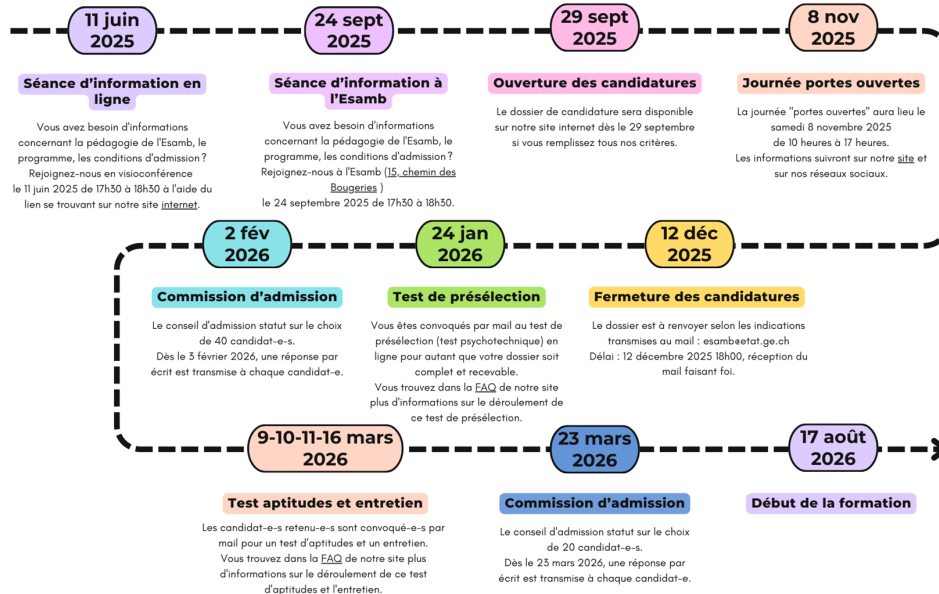 11 juin
2025
24 sept
2025
29 sept
2025
8 nov
2025
Séance d'information en
ligne
Vous avez besoin d'informations
concernant la pédagogie de l'Esamb, le
programme, les conditions d'admission ?
Rejoignez-nous en visioconférence
le 11 juin 2025 de 17h30 à 18h30 à l'aide du
lien se trouvant sur notre site internet.
Séance d'information à
l'Esamb
Vous avez besoin d'informations
concernant la pédagogie de l'Esamb, le
programme, les conditions d'admission ?
Rejoignez-nous à l'Esamb (15, chemin des
Bougeries )
le 24 septembre 2025 de 17h30 à 18h30.
Ouverture des candidatures
Le dossier de candidature sera disponible
sur notre site internet dès le 29 septembre
si vous remplissez tous nos critères.
Journée portes ouvertes
La journée "portes ouvertes" aura lieu le
samedi 8 novembre 2025
de 10 heures à 17 heures.
Les informations suivront sur notre site et
sur nos réseaux sociaux.
2 fév
2026
24 jan
2026
12 déc
2025
Commission d'admission
Le conseil d'admission statut sur le choix
de 40 candidat-e-s.
Dès le 3 février 2026, une réponse par
écrit est transmise à chaque candidat-e.
Test de présélection
Vous êtes convoqués par mail au test de
présélection (test psychotechnique) en
ligne pour autant que votre dossier soit
complet et recevable.
Vous trouvez dans la FAQ de notre site
plus d'informations sur le déroulement de
ce test de présélection.
Fermeture des candidatures
Le dossier est à renvoyer selon les indications
transmises au mail : esamb@etat.ge.ch
Délai : 12 décembre 2025 18h00, réception du
mail faisant foi.
9-10-11-16 mars
2026
23 mars
2026
17 août
2026
Test aptitudes et entretien
Les candidat-e-s retenu-e-s sont convoqué-e-s par
mail pour un test d'aptitudes et un entretien.
Vous trouvez dans la FAQ de notre site plus
d'informations sur le déroulement de ce test
d'aptitudes et l'entretien.
Commission d'admission
Le conseil d'admission statut sur le choix
de 20 candidat-e-s.
Dès le 23 mars 2026, une réponse par
écrit est transmise à chaque candidat-e.
Début de la formation